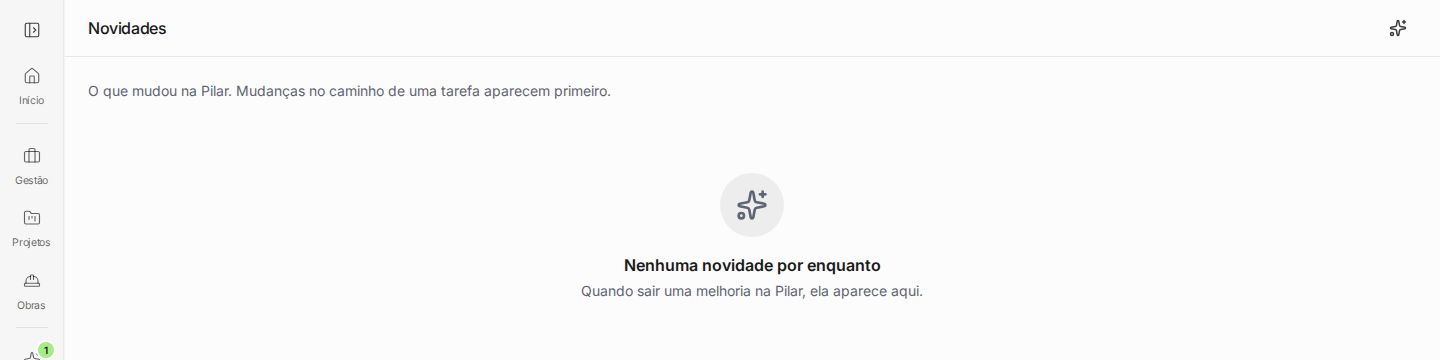 Novidades
Início
O que mudou na Pilar. Mudanças no caminho de uma tarefa aparecem primeiro.
Gestão
Projetos
Obras
1
Nenhuma novidade por enquanto
Quando sair uma melhoria na Pilar, ela aparece aqui.